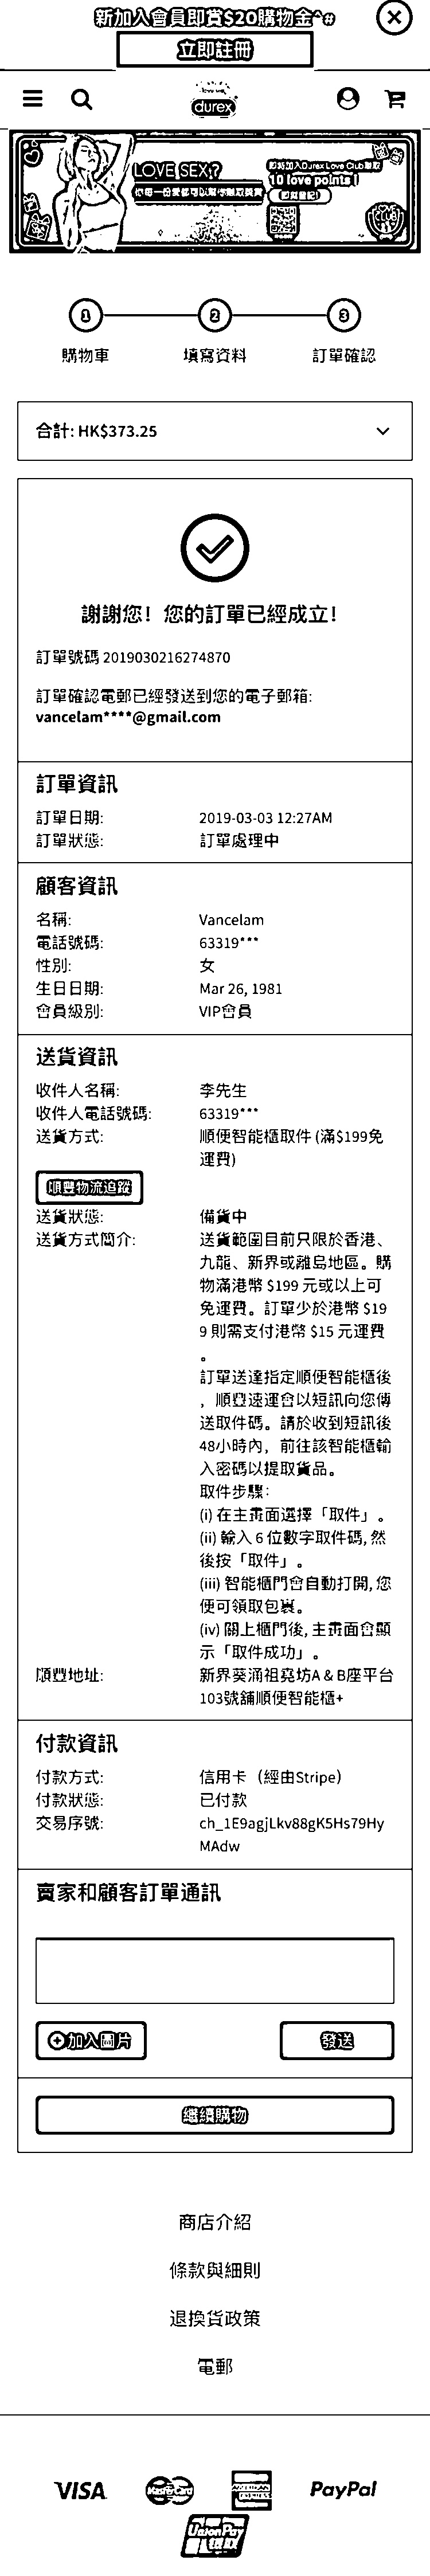 新加入會員即賞$20購物金^#
立即註冊
love sex
durex
LOVE SEX?
即時加入Durex Love Club賺取
10 love points!
1
2
3
購物車
填寫資料
訂單確認
合計: HK$373.25
謝謝您！您的訂單已經成立！
訂單號碼 2019030216274870
訂單確認電郵已經發送到您的電子郵箱:
vancelam****@gmail.com
訂單資訊
訂單日期: 2019-03-03 12:27AM
訂單狀態: 訂單處理中
顧客資訊
名稱: Vancelam
電話號碼: 63319***
性別: 女
生日日期: Mar 26, 1981
會員級別: VIP會員
送貨資訊
收件人名稱: 李先生
收件人電話號碼: 63319***
送貨方式: 順便智能櫃取件 (滿$199免
運費)
順豐物流追蹤
送貨狀態: 備貨中
送貨方式簡介: 送貨範圍目前只限於香港、
九龍、新界或離島地區。購
物滿港幣 $199 元或以上可
免運費。訂單少於港幣 $19
9 則需支付港幣 $15 元運費
。
訂單送達指定順便智能櫃後
，順豐速運會以短訊向您傳
送取件碼。請於收到短訊後
48小時內，前往該智能櫃輸
入密碼以提取貨品。
取件步驟：
(i) 在主畫面選擇「取件」。
(ii) 輸入 6 位數字取件碼, 然
後按「取件」。
(iii) 智能櫃門會自動打開, 您
便可領取包裹。
(iv) 關上櫃門後, 主畫面會顯
示「取件成功」。
順豐地址: 新界葵涌祖堯坊A & B座平台
103號舖順便智能櫃+
付款資訊
付款方式: 信用卡（經由Stripe）
付款狀態: 已付款
交易序號: ch_1E9agjLkv88gK5Hs79Hy
MAdw
賣家和顧客訂單通訊
加入圖片
發送
繼續購物
商店介紹
條款與細則
退換貨政策
電郵
VISA
MasterCard
AMERICAN EXPRESS
PayPal
UnionPay
银联